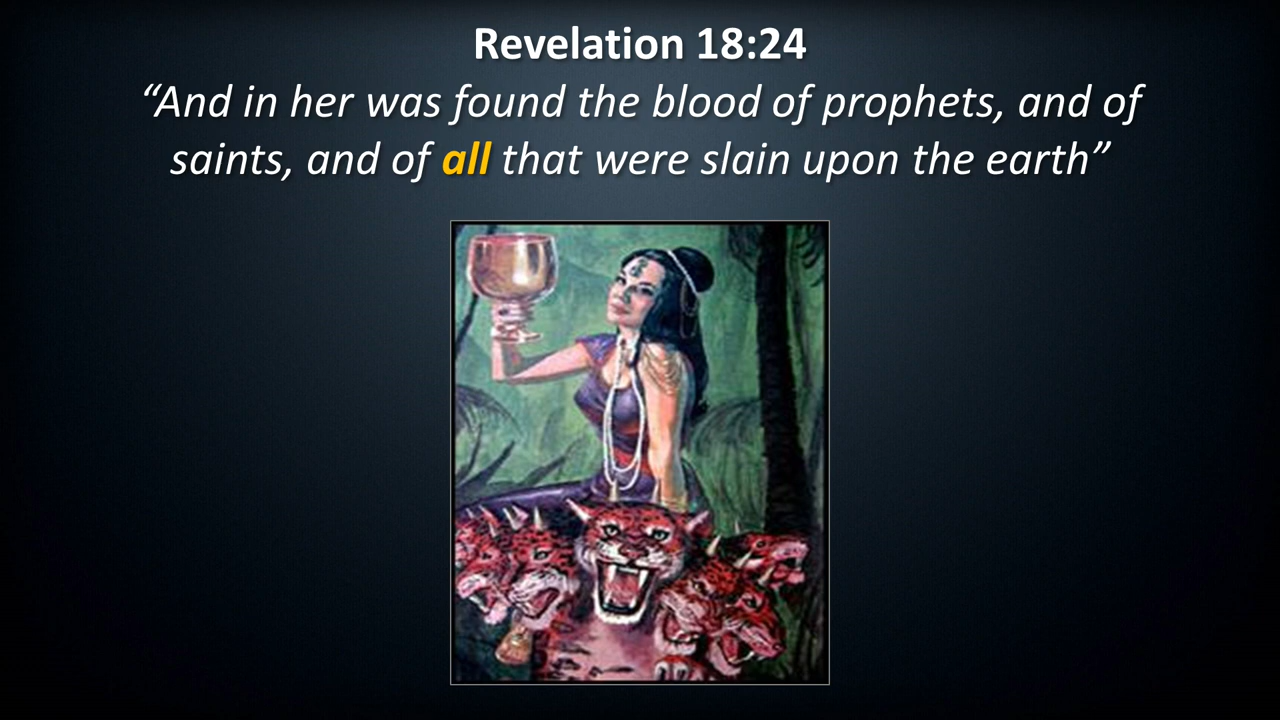 Revelation 18:24
“And in her was found the blood of prophets, and of
saints, and of all that were slain upon the earth”